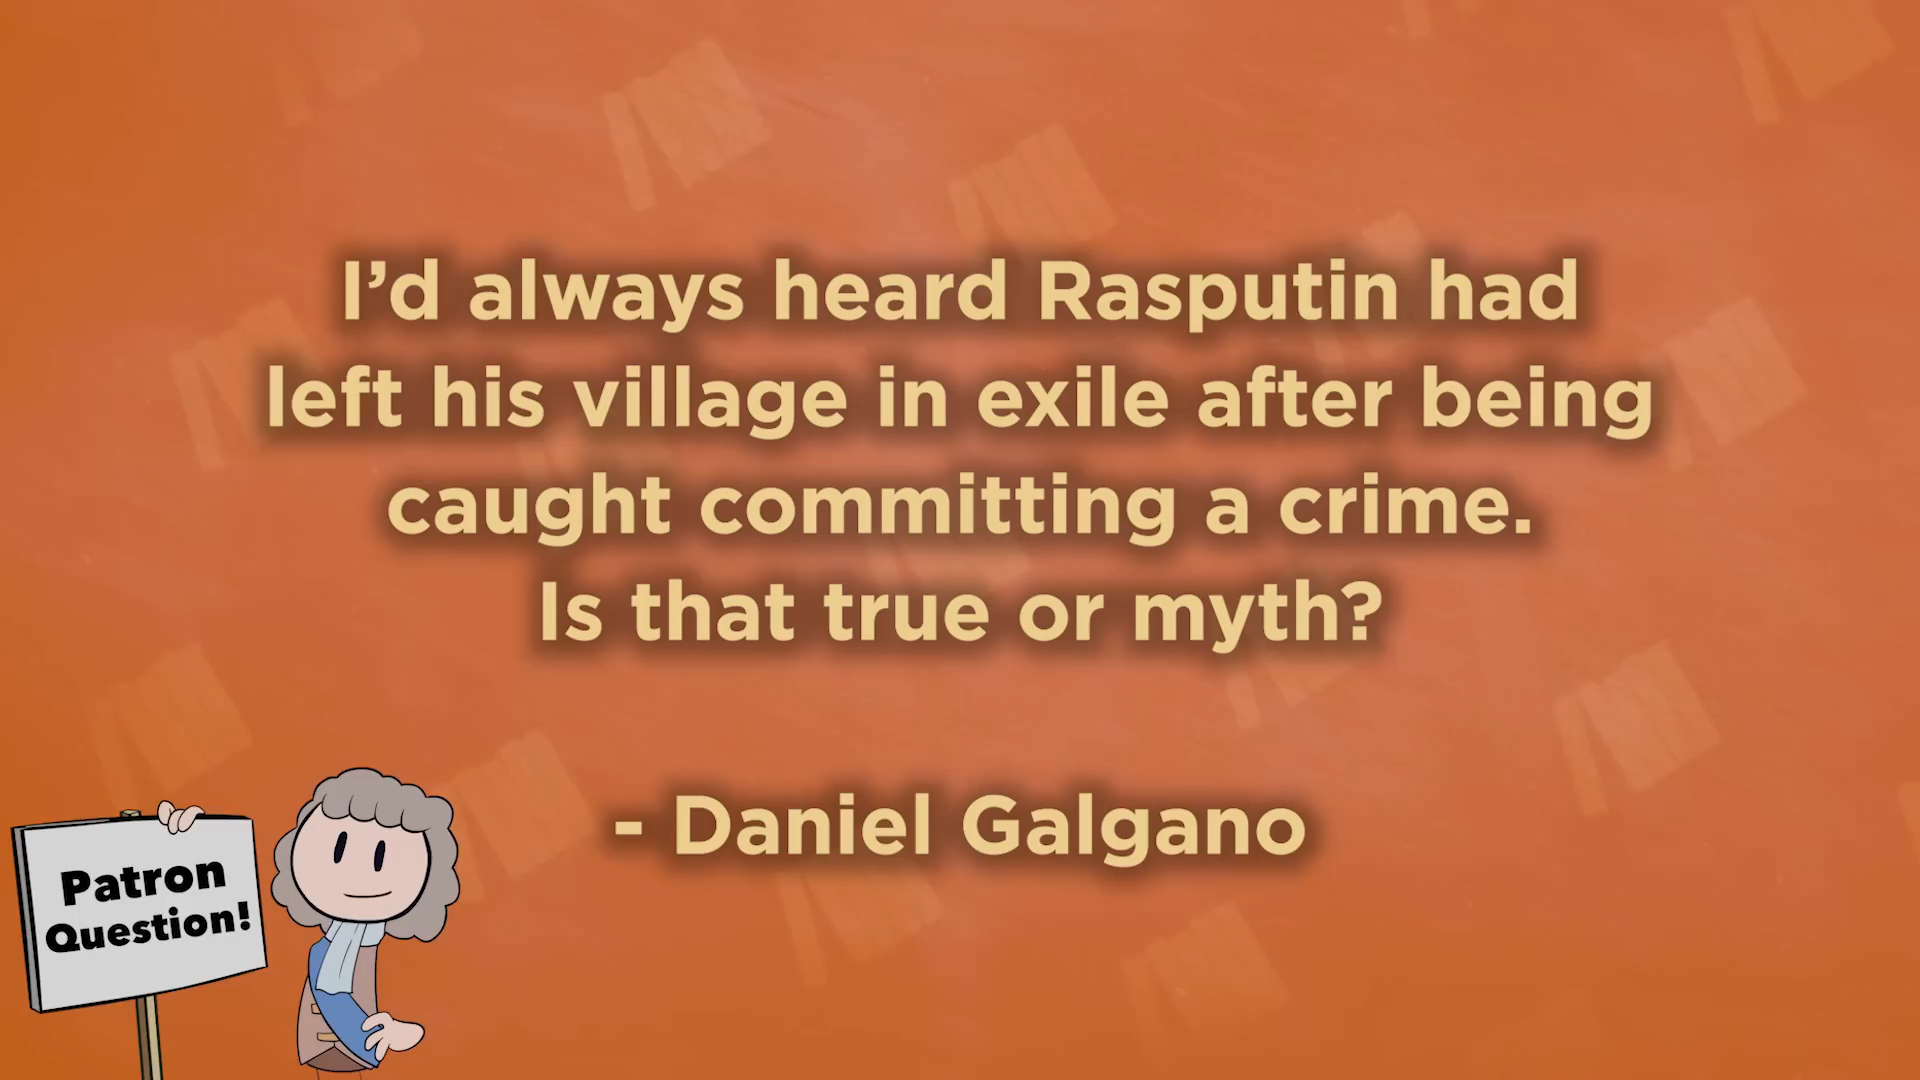 I’d always heard Rasputin had
left his village in exile after being
caught committing a crime.
Is that true or myth?
- Daniel Galgano
Patron
Question!